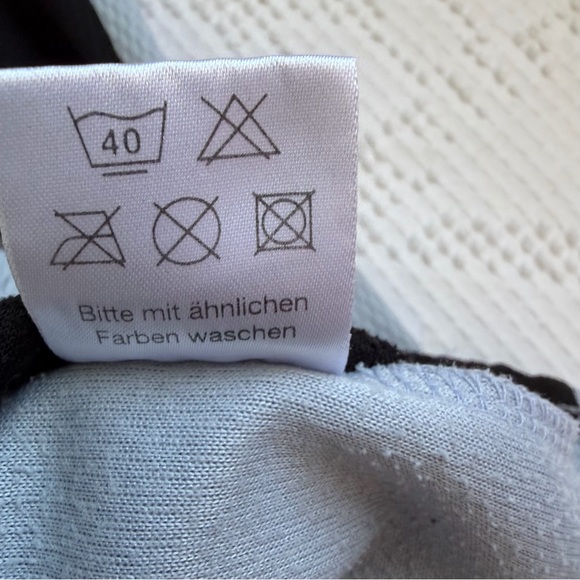 40
Bitte mit ähnlichen
Farben waschen